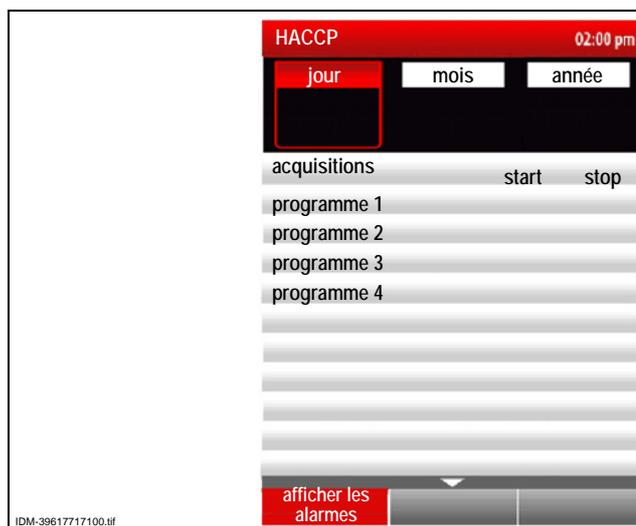 HACCP 02:00 pm
jour mois année
acquisitions start stop
programme 1
programme 2
programme 3
programme 4
afficher les
alarmes
IDM-39617717100.tif